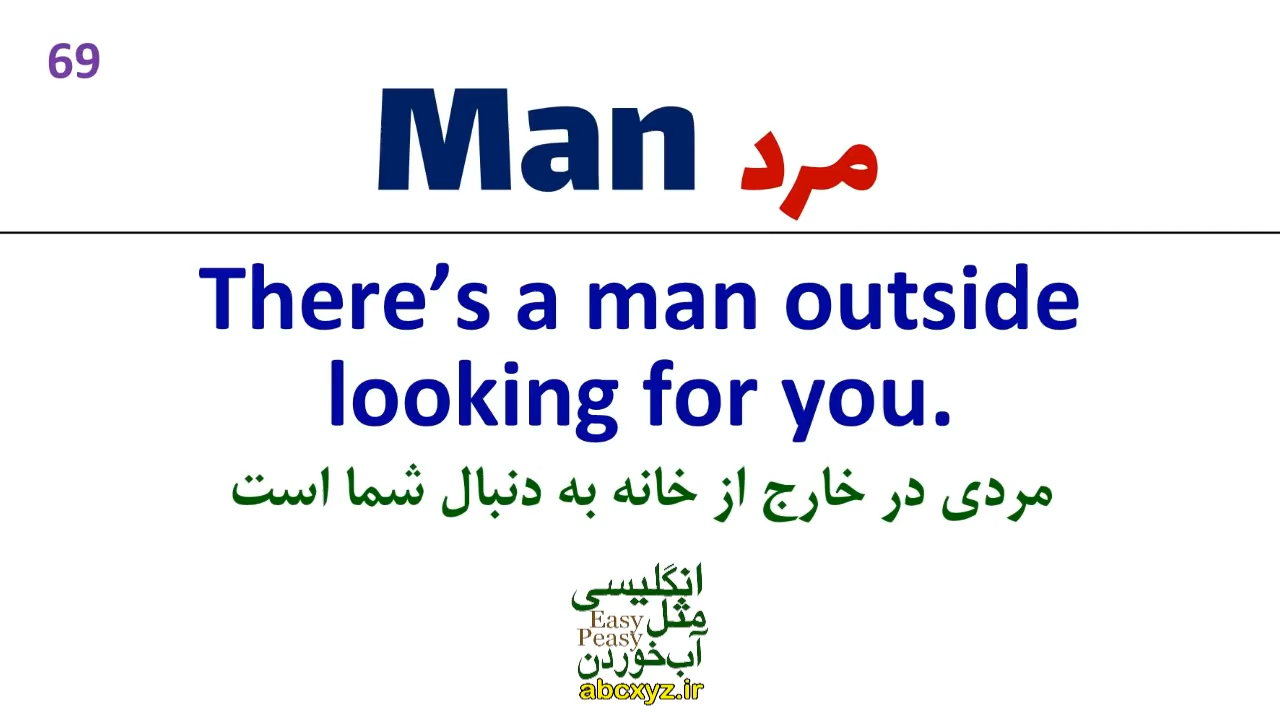 69
Man مرد
There’s a man outside
looking for you.
مردی در خارج از خانه به دنبال شما است
انگلیسی
مثل Easy
Peasy
آب‌خوردن
abcxyz.ir